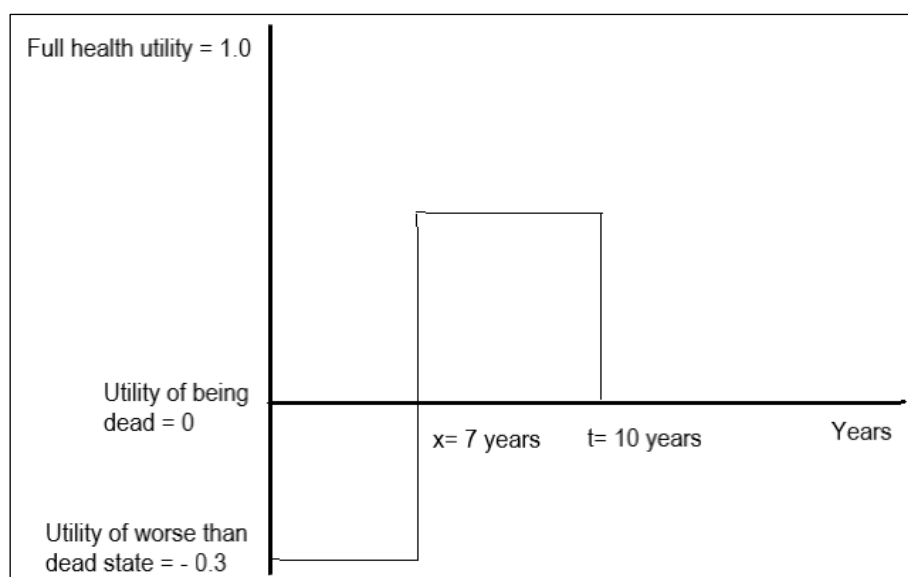 Full health utility = 1.0
Utility of being
dead = 0
x= 7 years
t= 10 years
Years
Utility of worse than
dead state = - 0.3